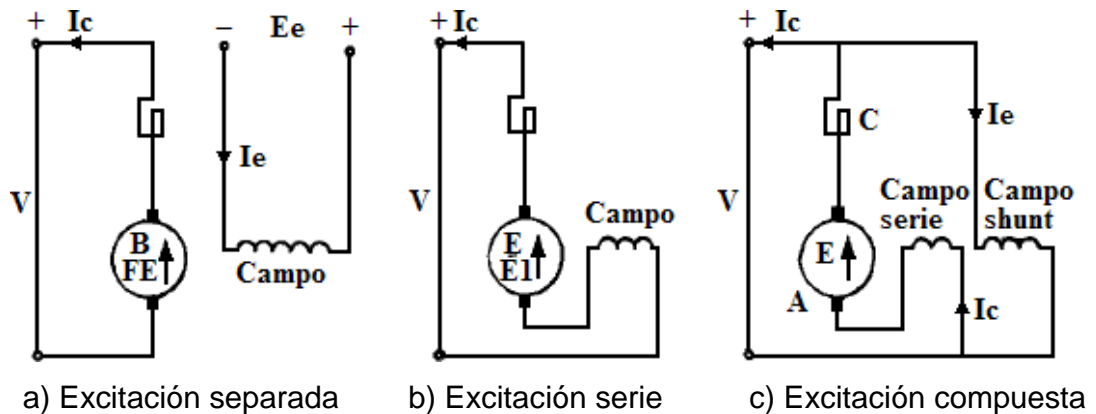 + Ic − Ee +
Ie
V
B
FE
Campo
a) Excitación separada
+ Ic
V
E
E1
Campo
b) Excitación serie
+ Ic
C
Ie
V
Campo
serie
Campo
shunt
E
A
Ic
c) Excitación compuesta